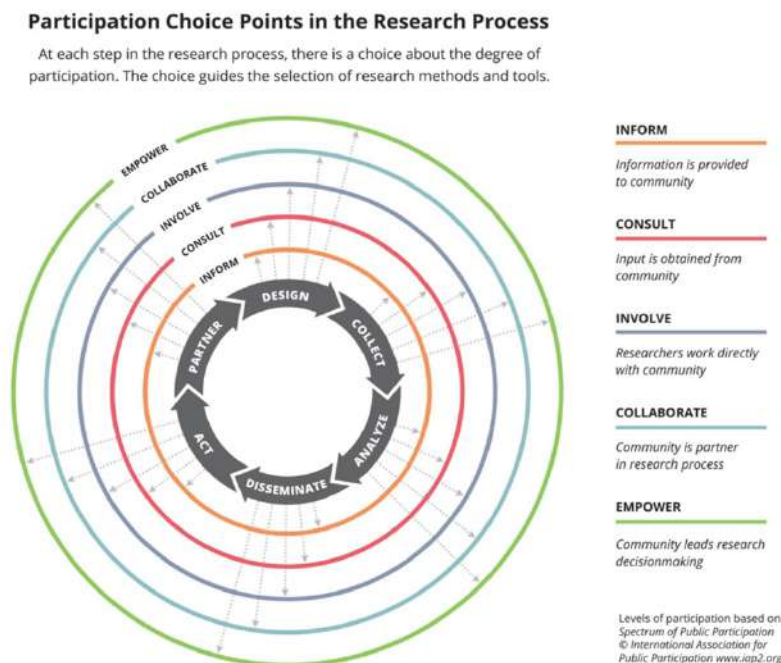 Participation Choice Points in the Research Process
At each step in the research process, there is a choice about the degree of
participation. The choice guides the selection of research methods and tools.
EMPOWER
COLLABORATE
INVOLVE
CONSULT
INFORM
DESIGN
COLLECT
ANALYZE
DISSEMINATE
ACT
PARTNER
INFORM
Information is provided
to community
CONSULT
Input is obtained from
community
INVOLVE
Researchers work directly
with community
COLLABORATE
Community is partner
in research process
EMPOWER
Community leads research
decisionmaking
Levels of participation based on
Spectrum of Public Participation
© International Association for
Public Participation www.iap2.org